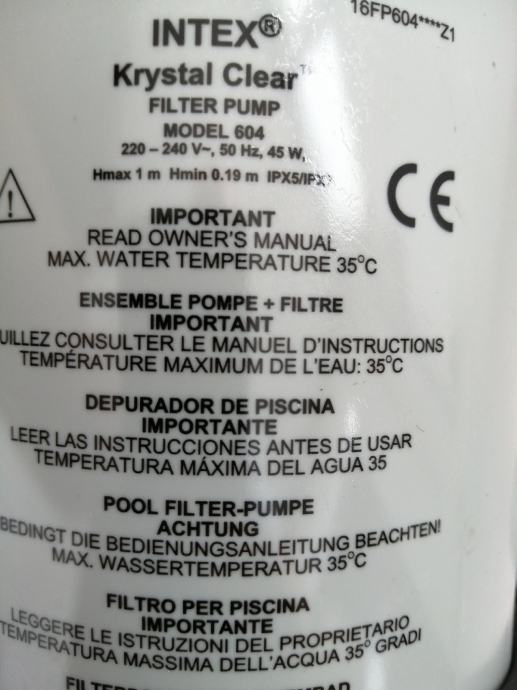 16FP604****Z1
INTEX®
Krystal Clear™
FILTER PUMP
MODEL 604
220 – 240 V~, 50 Hz, 45 W,
Hmax 1 m Hmin 0.19 m IPX5/IPX
CE
IMPORTANT
READ OWNER'S MANUAL
MAX. WATER TEMPERATURE 35°C
ENSEMBLE POMPE + FILTRE
IMPORTANT
UILLEZ CONSULTER LE MANUEL D'INSTRUCTIONS
TEMPÉRATURE MAXIMUM DE L'EAU: 35°C
DEPURADOR DE PISCINA
IMPORTANTE
LEER LAS INSTRUCCIONES ANTES DE USAR
TEMPERATURA MÁXIMA DEL AGUA 35
POOL FILTER-PUMPE
ACHTUNG
BEDINGT DIE BEDIENUNGSANLEITUNG BEACHTEN!
MAX. WASSERTEMPERATUR 35°C
FILTRO PER PISCINA
IMPORTANTE
LEGGERE LE ISTRUZIONI DEL PROPRIETARIO
TEMPERATURA MASSIMA DELL'ACQUA 35° GRADI